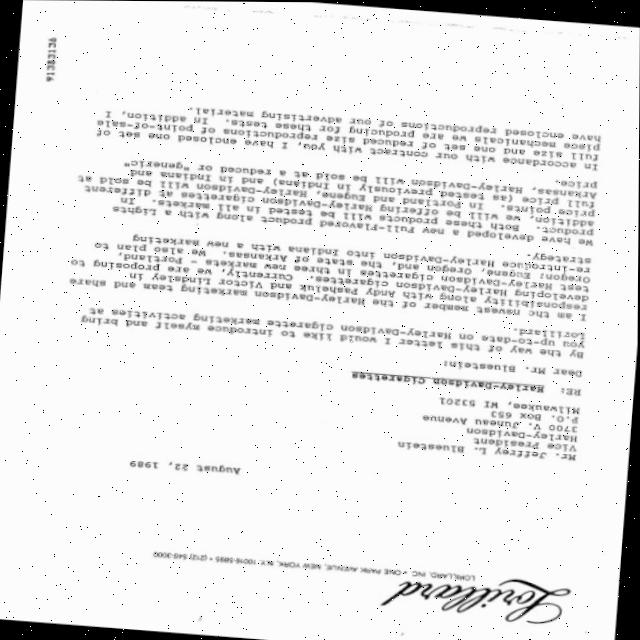 Lorillard
LORILLARD, INC. • ONE PARK AVENUE, NEW YORK, N.Y. 10016-5895 • (212) 545-3000
August 22, 1989
Mr. Jeffrey L. Bluestein
Vice President
Harley-Davidson
3700 V. Juneau Avenue
P.O. Box 653
Milwaukee, WI 53201
RE: Harley-Davidson Cigarettes
Dear Mr. Bluestein:
By the way of this letter I would like to introduce myself and bring
you up-to-date on Harley-Davidson cigarette marketing activities at
Lorillard.
I am the newest member of the Harley-Davidson marketing team and share
responsibility along with Andy Pasheluk and Victor Lindsley in
developing Harley-Davidson cigarettes. Currently, we are proposing to
test Harley-Davidson cigarettes in three new markets - Portland,
Oregon; Eugene, Oregon and, the state of Arkansas. We also plan to
re-introduce Harley-Davidson into Indiana with a new marketing
strategy.
We have developed a new Full-Flavored product along with a Lights
product. Both these products will be tested in all markets. In
addition, we will be offering Harley-Davidson cigarettes at different
price points. In Portland and Eugene, Harley-Davidson will be sold at
full price (as tested previously in Indiana) and in Indiana and
Arkansas, Harley-Davidson will be sold at a reduced or "generic"
price.
In accordance with our contract with you, I have enclosed one set of
full size and one set of reduced size reproductions of point-of-sale
piece mechanicals we are producing for these tests. In addition, I
have enclosed reproductions of our advertising material.